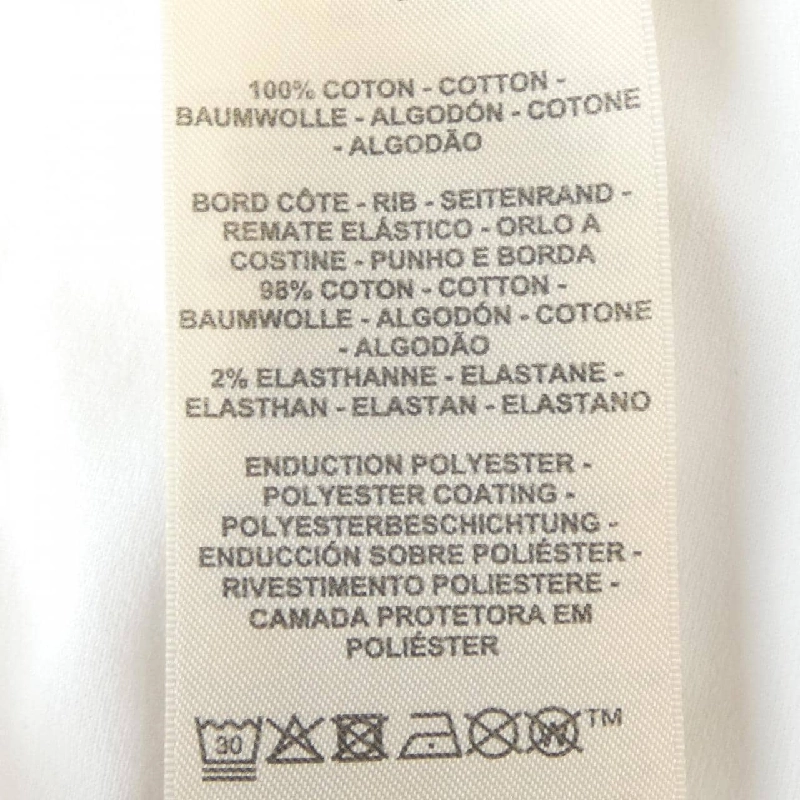 100% COTON - COTTON -
BAUMWOLLE - ALGODÓN - COTONE
- ALGODÃO
BORD CÔTE - RIB - SEITENRAND -
REMATE ELÁSTICO - ORLO A
COSTINE - PUNHO E BORDA
98% COTON - COTTON -
BAUMWOLLE - ALGODÓN - COTONE
- ALGODÃO
2% ELASTHANNE - ELASTANE -
ELASTHAN - ELASTAN - ELASTANO
ENDUCTION POLYESTER -
POLYESTER COATING -
POLYESTERBESCHICHTUNG -
ENDUCCIÓN SOBRE POLIÉSTER -
RIVESTIMENTO POLIESTERE -
CAMADA PROTETORA EM
POLIÉSTER
30 W TM